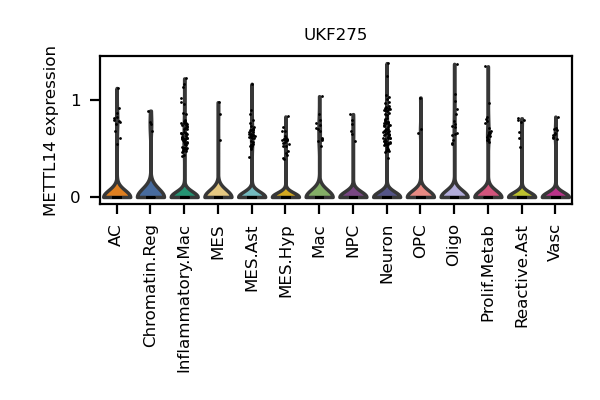 UKF275
METTL14 expression
1
0
AC
Chromatin.Reg
Inflammatory.Mac
MES
MES.Ast
MES.Hyp
Mac
NPC
Neuron
OPC
Oligo
Prolif.Metab
Reactive.Ast
Vasc